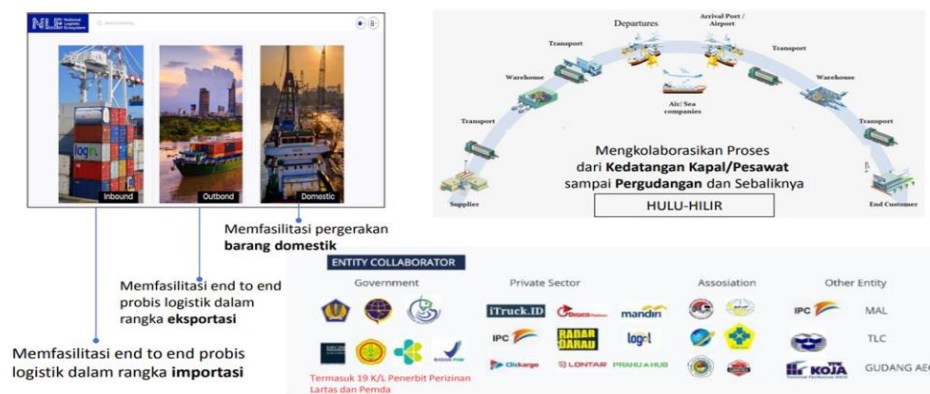 NLE National Logistic Ecosystem
Inbound
Outbond
Domestic
Memfasilitasi pergerakan
barang domestik
Memfasilitasi end to end
probis logistik dalam
rangka eksportasi
Memfasilitasi end to end probis
logistik dalam rangka importasi
Departures
Arrival Port /
Airport
Transport
Transport
Warehouse
Warehouse
Air/ Sea
companies
Transport
Transport
Supplier
End Customer
Mengkolaborasikan Proses
dari Kedatangan Kapal/Pesawat
sampai Pergudangan dan Sebaliknya
HULU-HILIR
ENTITY COLLABORATOR
Government
Private Sector
Assosiation
Other Entity
iTruck.ID
mandiri
IPC
MAL
IPC
RADAR
DARAU
logol
TLC
BADAN POM
Clickargo
LONTAR
PRAHU A HUB
KOJA
GUDANG AEO
Termasuk 19 K/L Penerbit Perizinan
Lartas dan Pemda